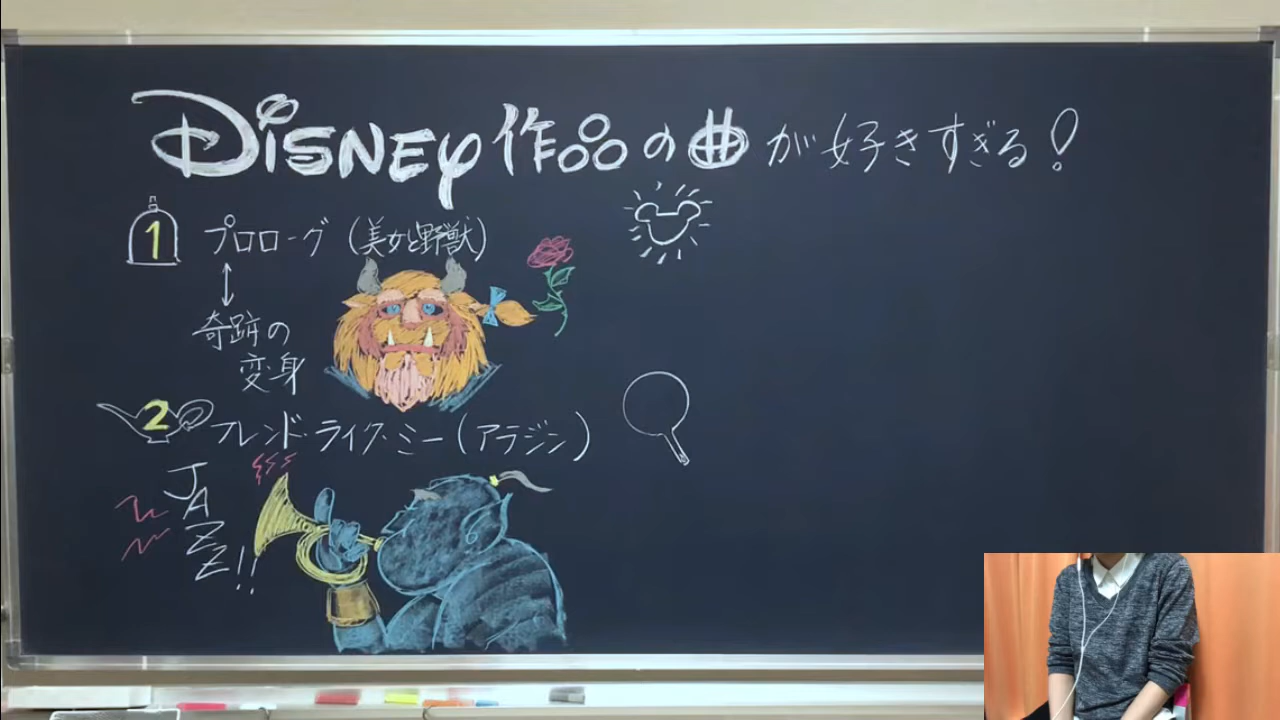 DISNEY作品の曲が好きすぎる!
1 プロローグ(美女と野獣)
奇跡の
変身
2 フレンド・ライク・ミー(アラジン)
JAZZ!!